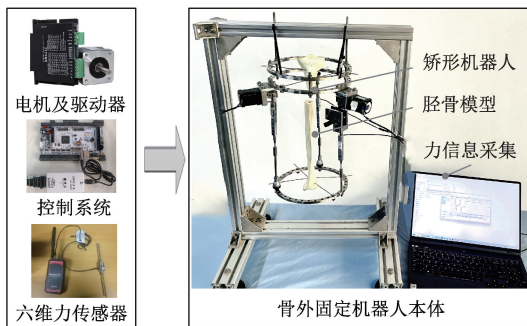 电机及驱动器
控制系统
六维力传感器
矫形机器人
胫骨模型
力信息采集
骨外固定机器人本体